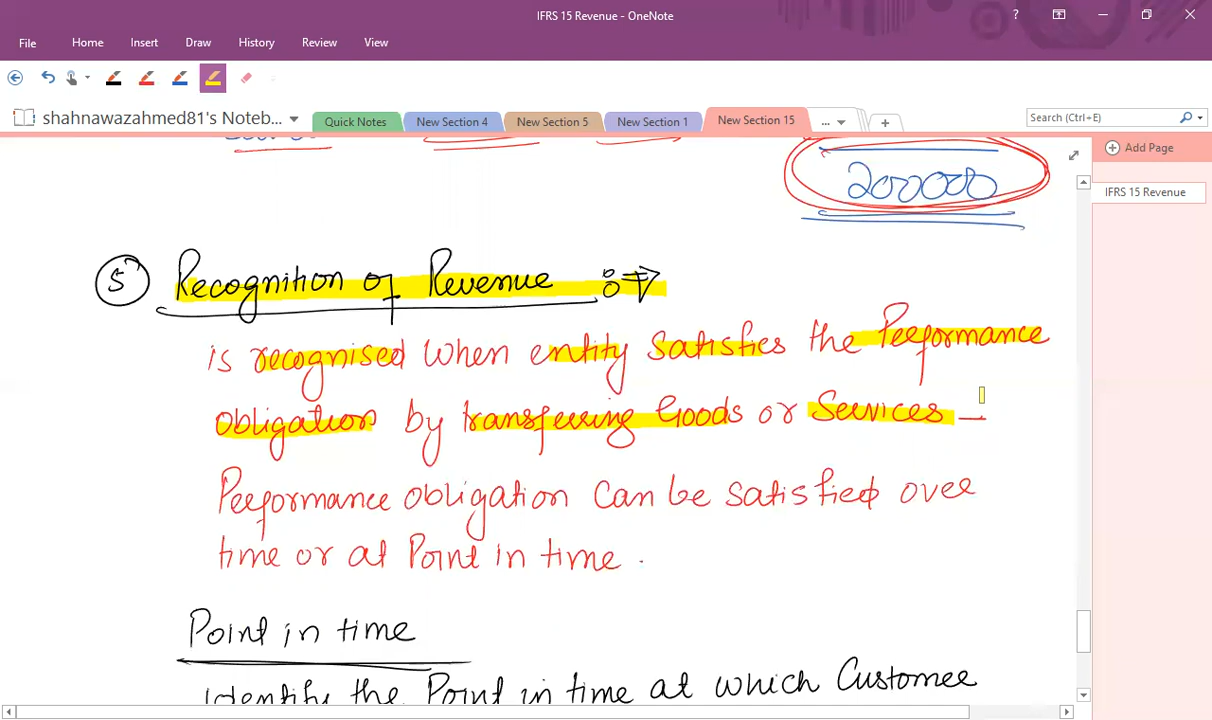 IFRS 15 Revenue - OneNote
?
File Home Insert Draw History Review View
shahnawazahmed81's Noteb... Quick Notes New Section 4 New Section 5 New Section 1 New Section 15 ... + Search (Ctrl+E)
Add Page
IFRS 15 Revenue
2000000
5 Recognition of Revenue :⇒
is recognised when entity Satisfies the Performance
obligation by transferring Goods or Services -
Performance obligation can be satisfied over
time or at Point in time.
Point in time
identify the Point in time at which Customer